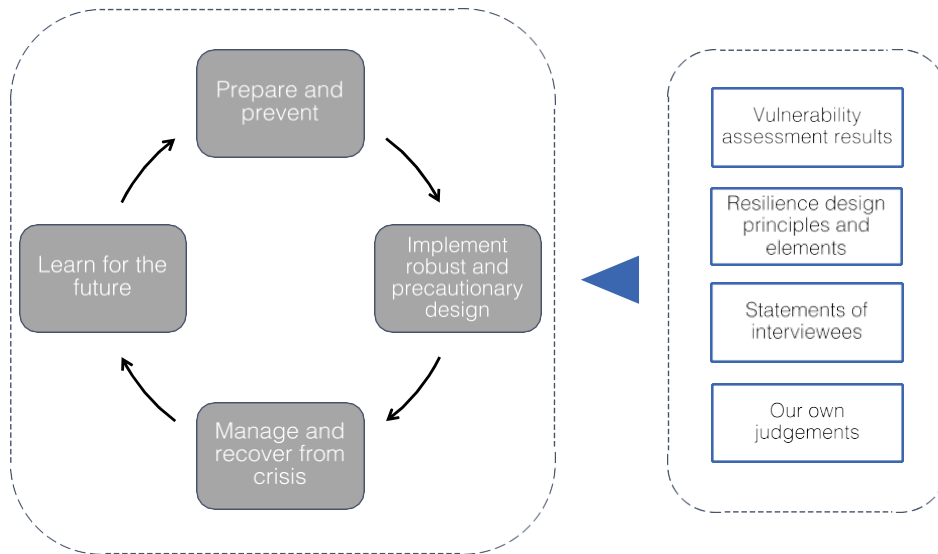 Prepare and
prevent
Implement
robust and
precautionary
design
Manage and
recover from
crisis
Learn for the
future
Vulnerability
assessment results
Resilience design
principles and
elements
Statements of
interviewees
Our own
judgements